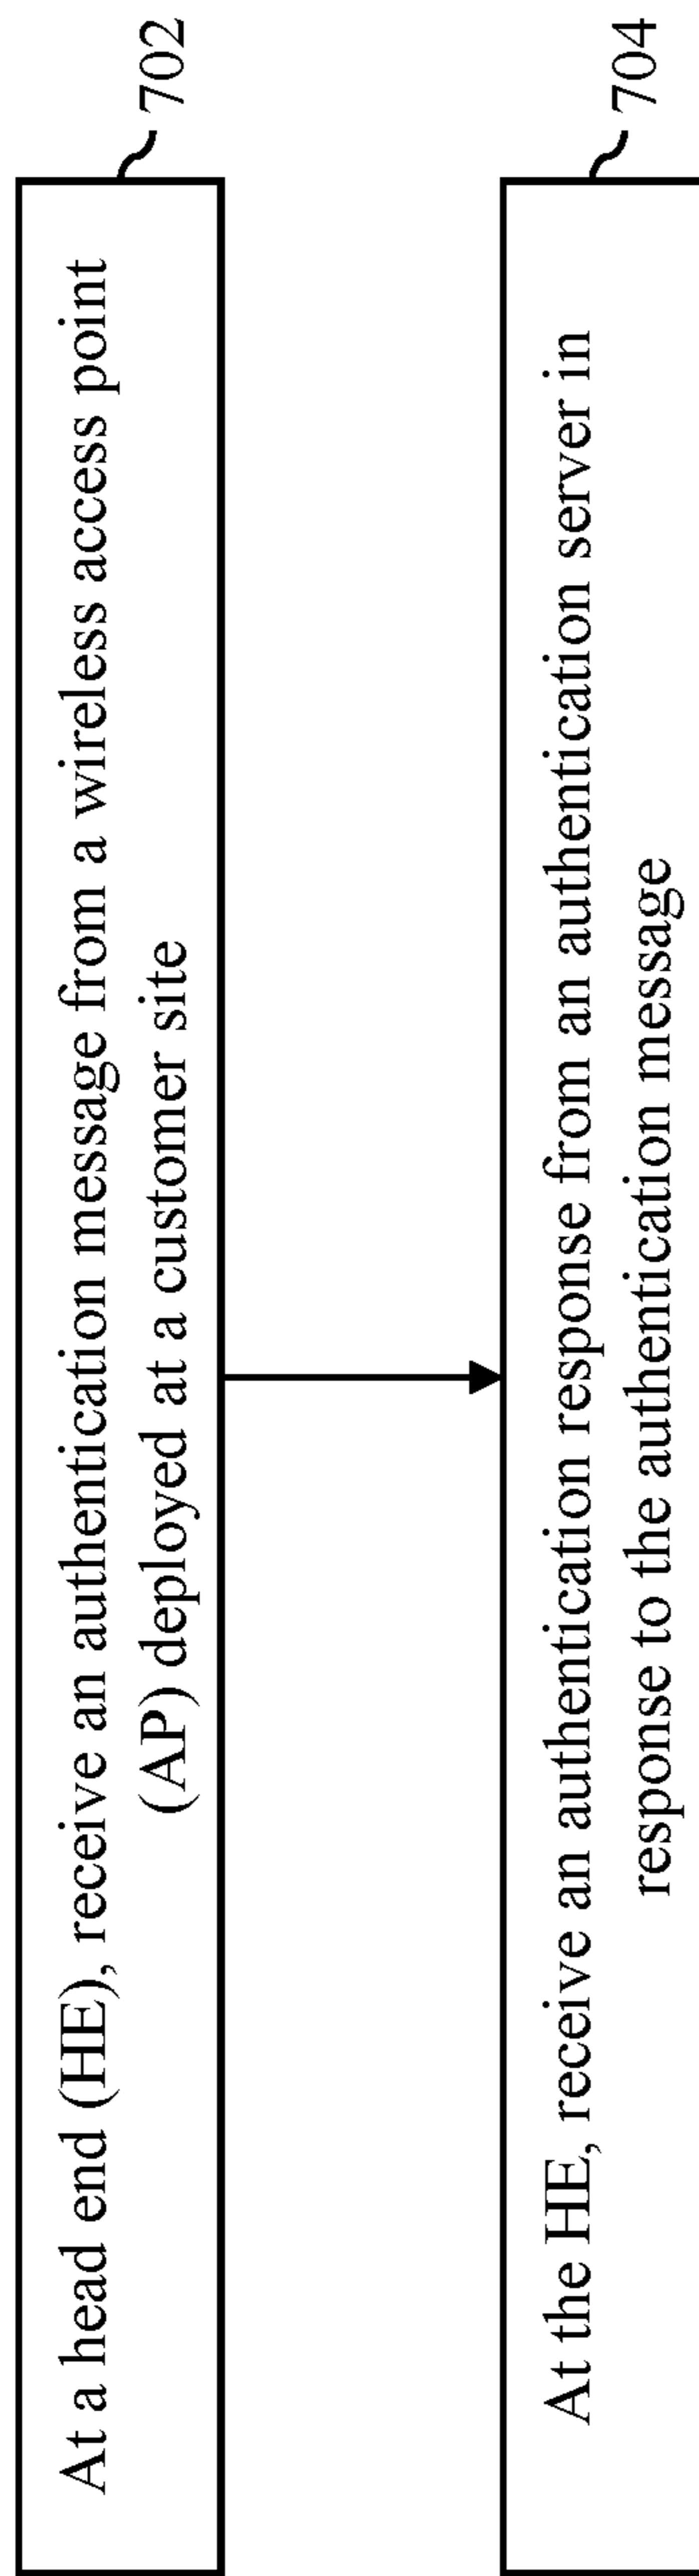 At a head end (HE), receive an authentication message from a wireless access point
(AP) deployed at a customer site
702
At the HE, receive an authentication response from an authentication server in
response to the authentication message
704